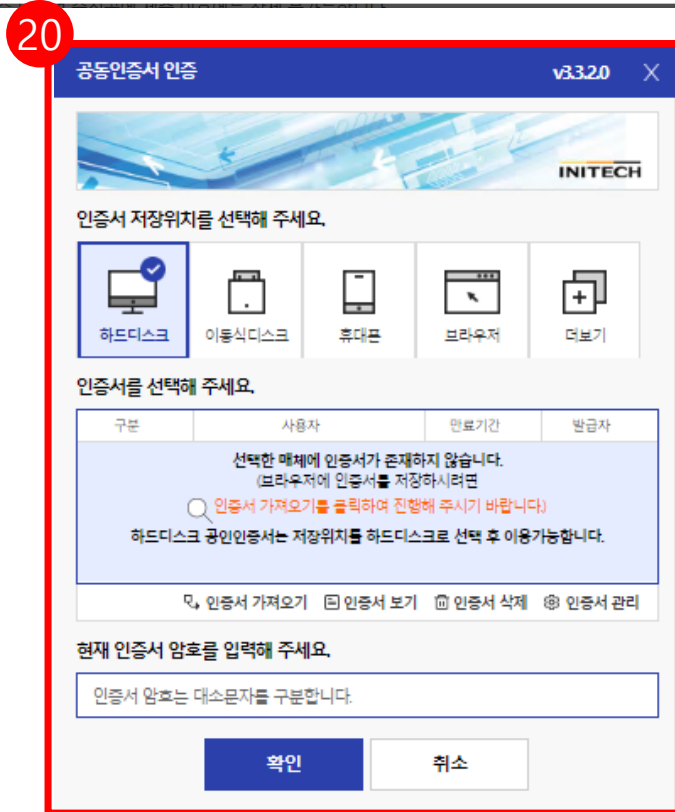 20
공동인증서 인증 v3.3.2.0
INITECH
인증서 저장위치를 선택해 주세요.
하드디스크 이동식디스크 휴대폰 브라우저 더보기
인증서를 선택해 주세요.
구분 사용자 만료기간 발급자
선택한 매체에 인증서가 존재하지 않습니다.
(브라우저에 인증서를 저장하시려면
인증서 가져오기를 클릭하여 진행해 주시기 바랍니다.)
하드디스크 공인인증서는 저장위치를 하드디스크로 선택 후 이용가능합니다.
인증서 가져오기 인증서 보기 인증서 삭제 인증서 관리
현재 인증서 암호를 입력해 주세요.
인증서 암호는 대소문자를 구분합니다.
확인 취소